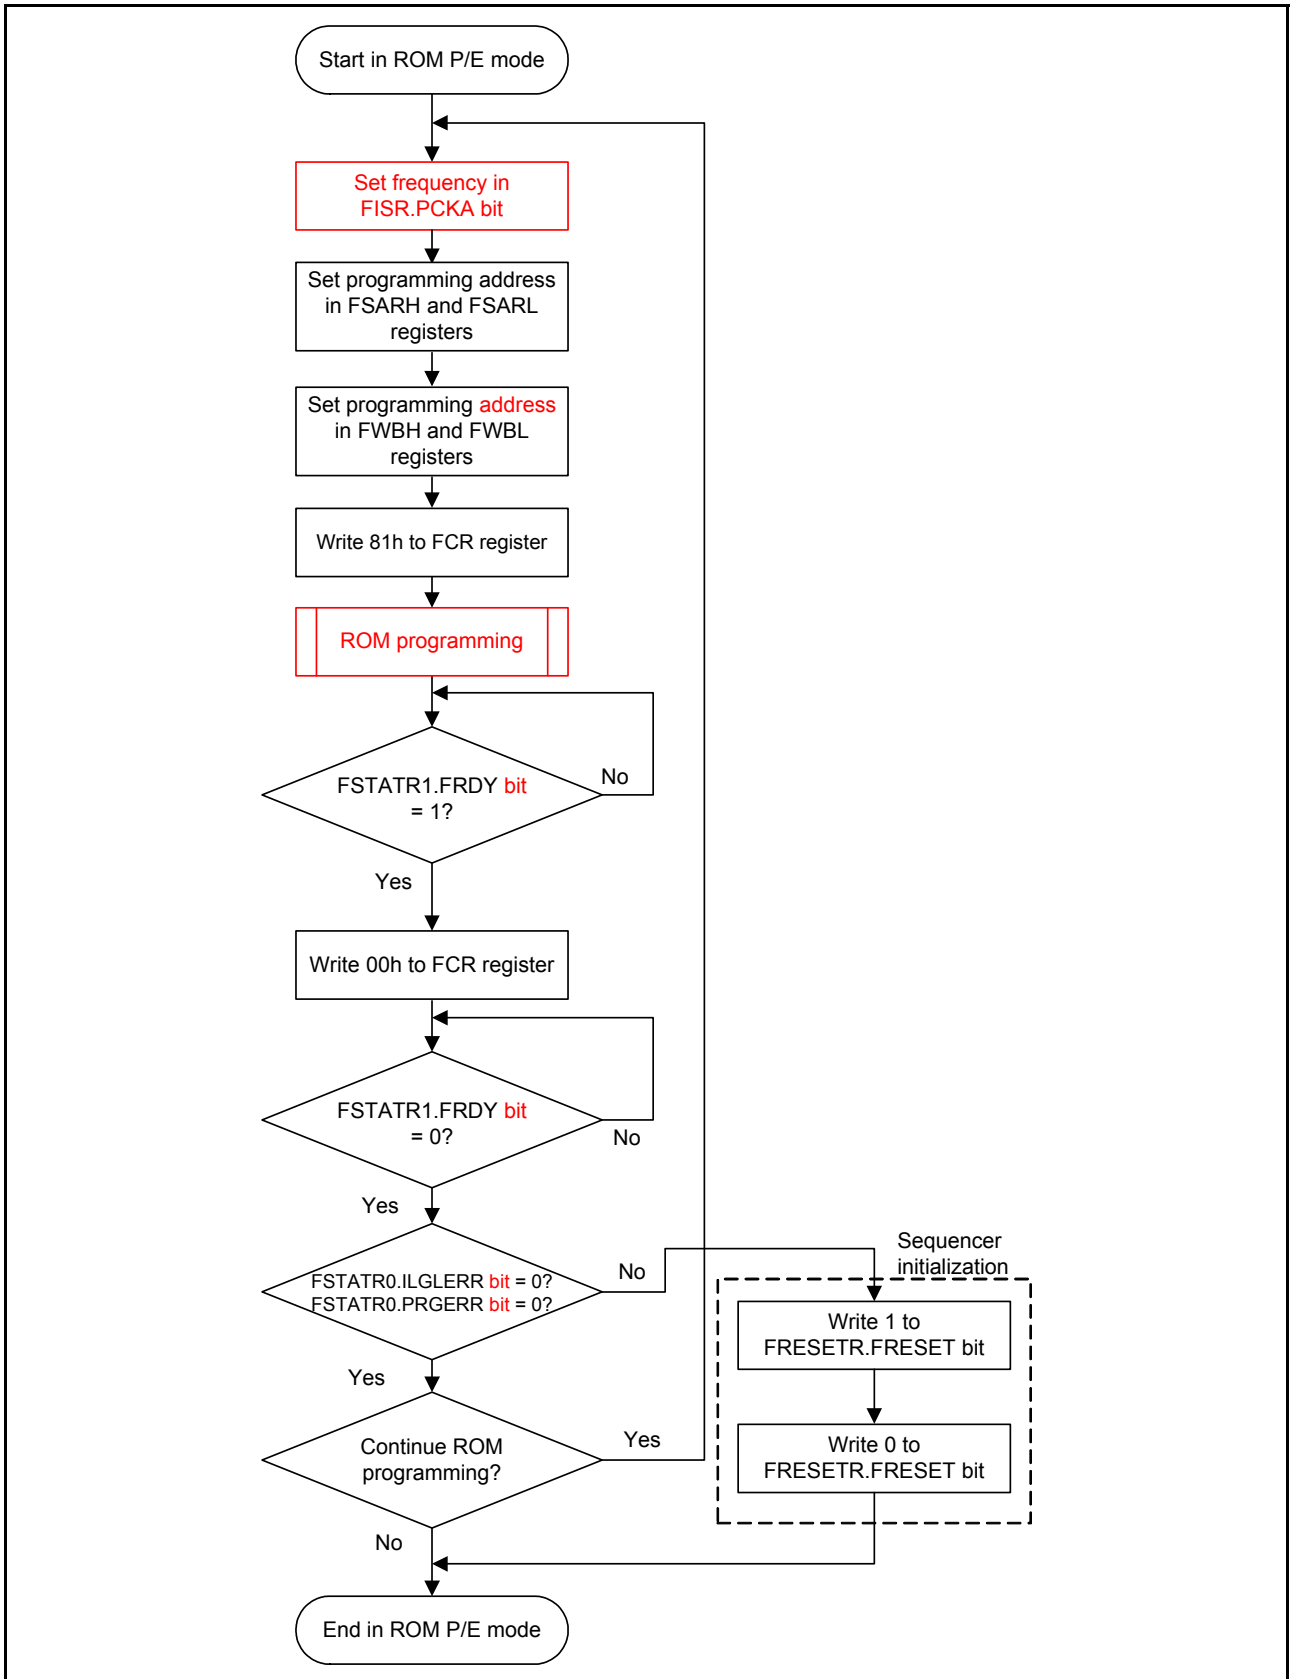 Start in ROM P/E mode
Set frequency in
FISR.PCKA bit
Set programming address
in FSARH and FSARL
registers
Set programming address
in FWBH and FWBL
registers
Write 81h to FCR register
ROM programming
FSTATR1.FRDY bit
= 1?
No
Yes
Write 00h to FCR register
FSTATR1.FRDY bit
= 0?
No
Yes
FSTATR0.ILGLERR bit = 0?
FSTATR0.PRGERR bit = 0?
No
Yes
Sequencer
initialization
Write 1 to
FRESETR.FRESET bit
Write 0 to
FRESETR.FRESET bit
Continue ROM
programming?
Yes
No
End in ROM P/E mode